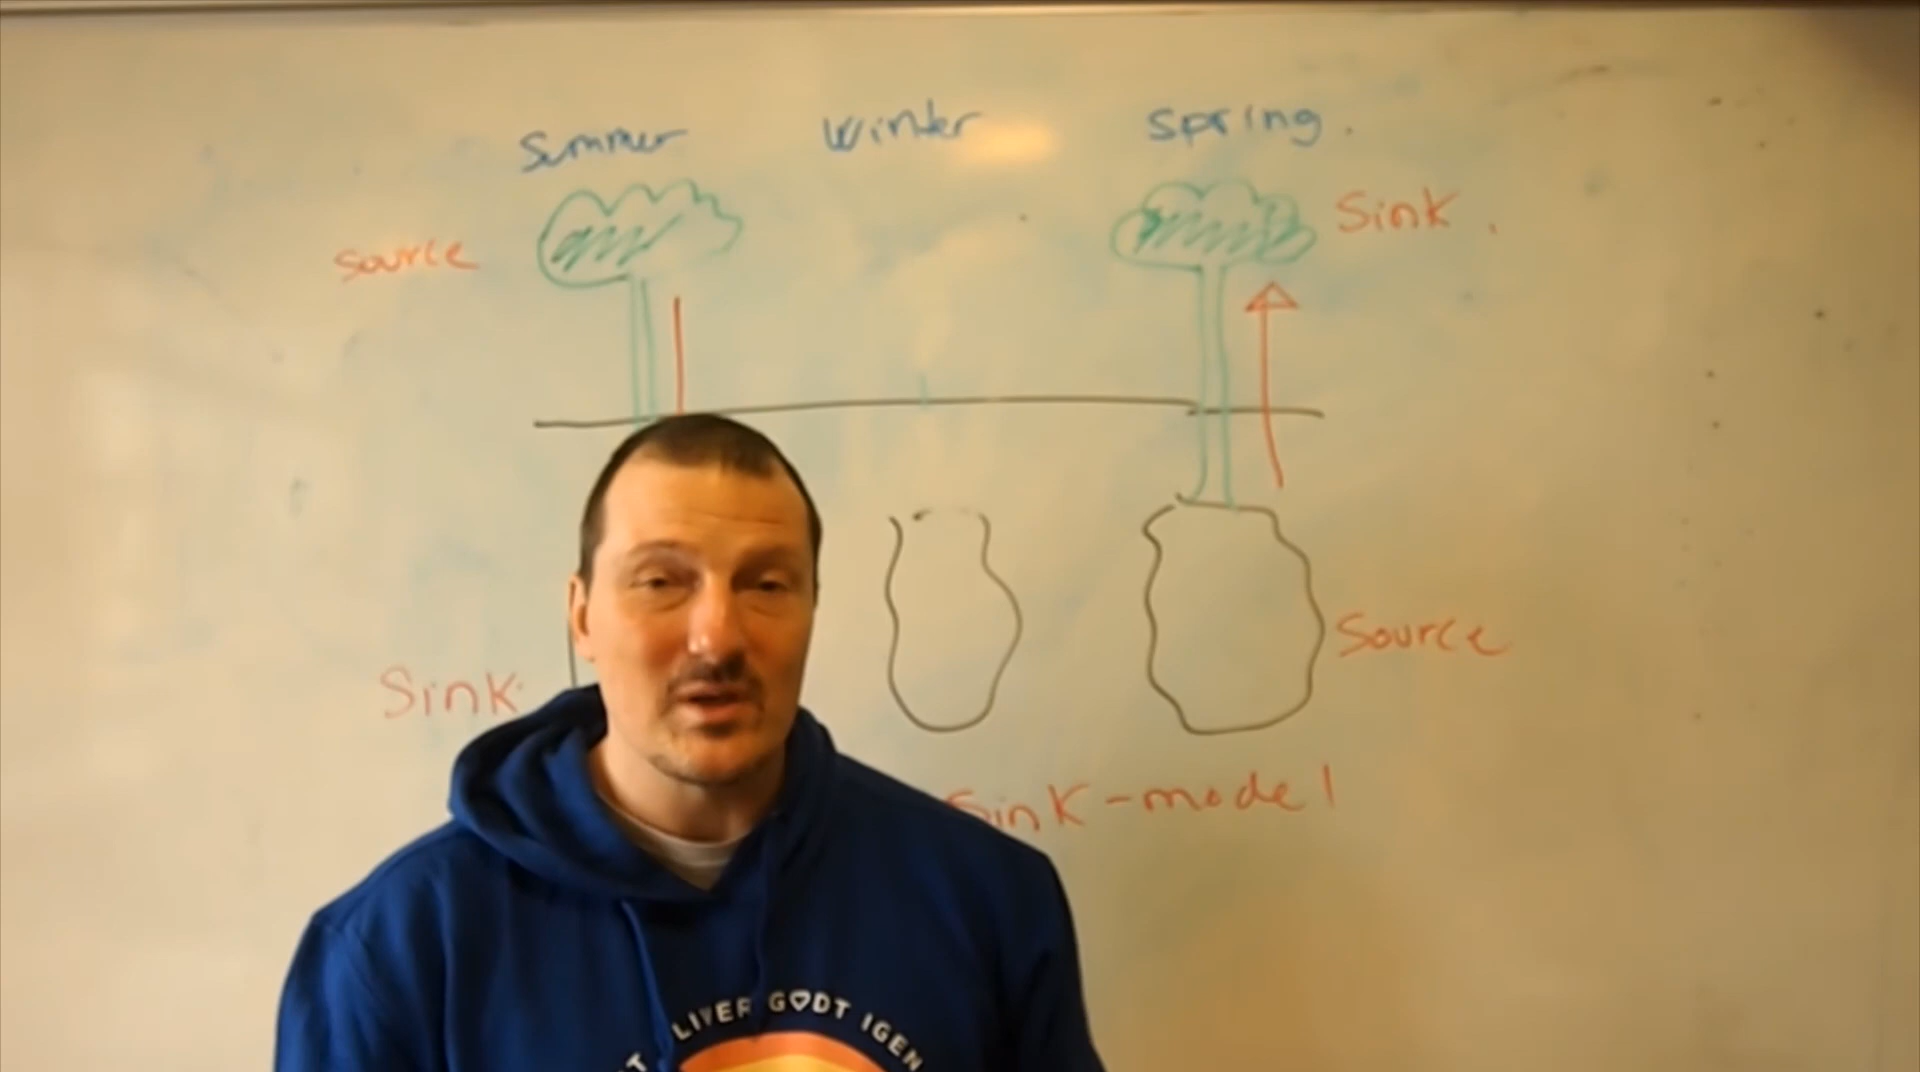 Summer Winter Spring.
Source
Sink.
Source
Sink
Sink-model
LIVER GODT IGEN